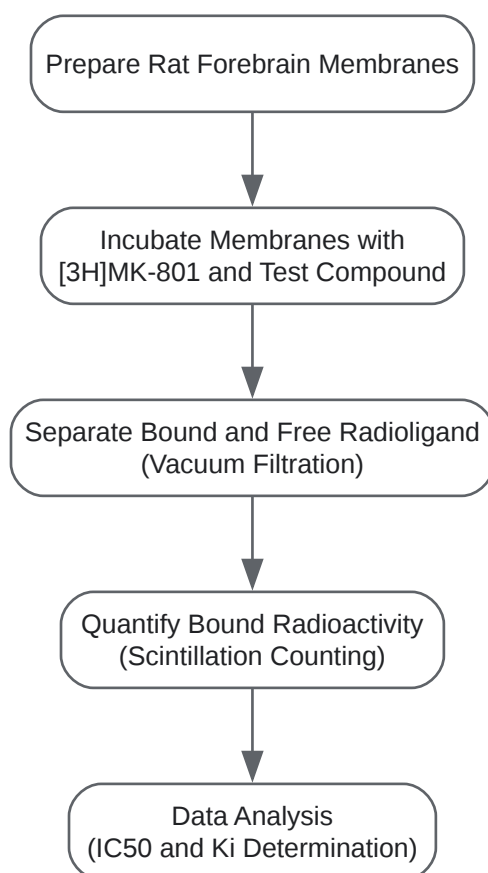 Prepare Rat Forebrain Membranes
Incubate Membranes with
[3H]MK-801 and Test Compound
Separate Bound and Free Radioligand
(Vacuum Filtration)
Quantify Bound Radioactivity
(Scintillation Counting)
Data Analysis
(IC50 and Ki Determination)